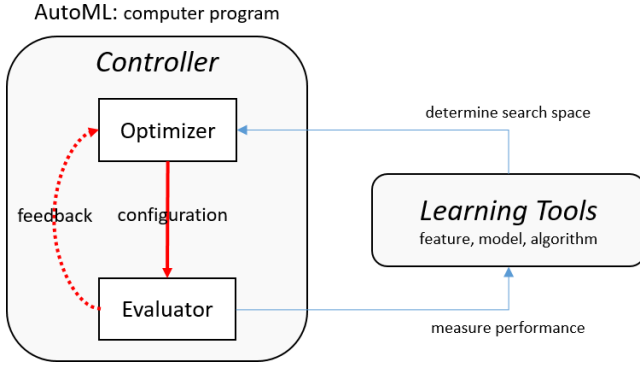 AutoML: computer program
Controller
Optimizer
determine search space
feedback
configuration
Learning Tools
feature, model, algorithm
Evaluator
measure performance